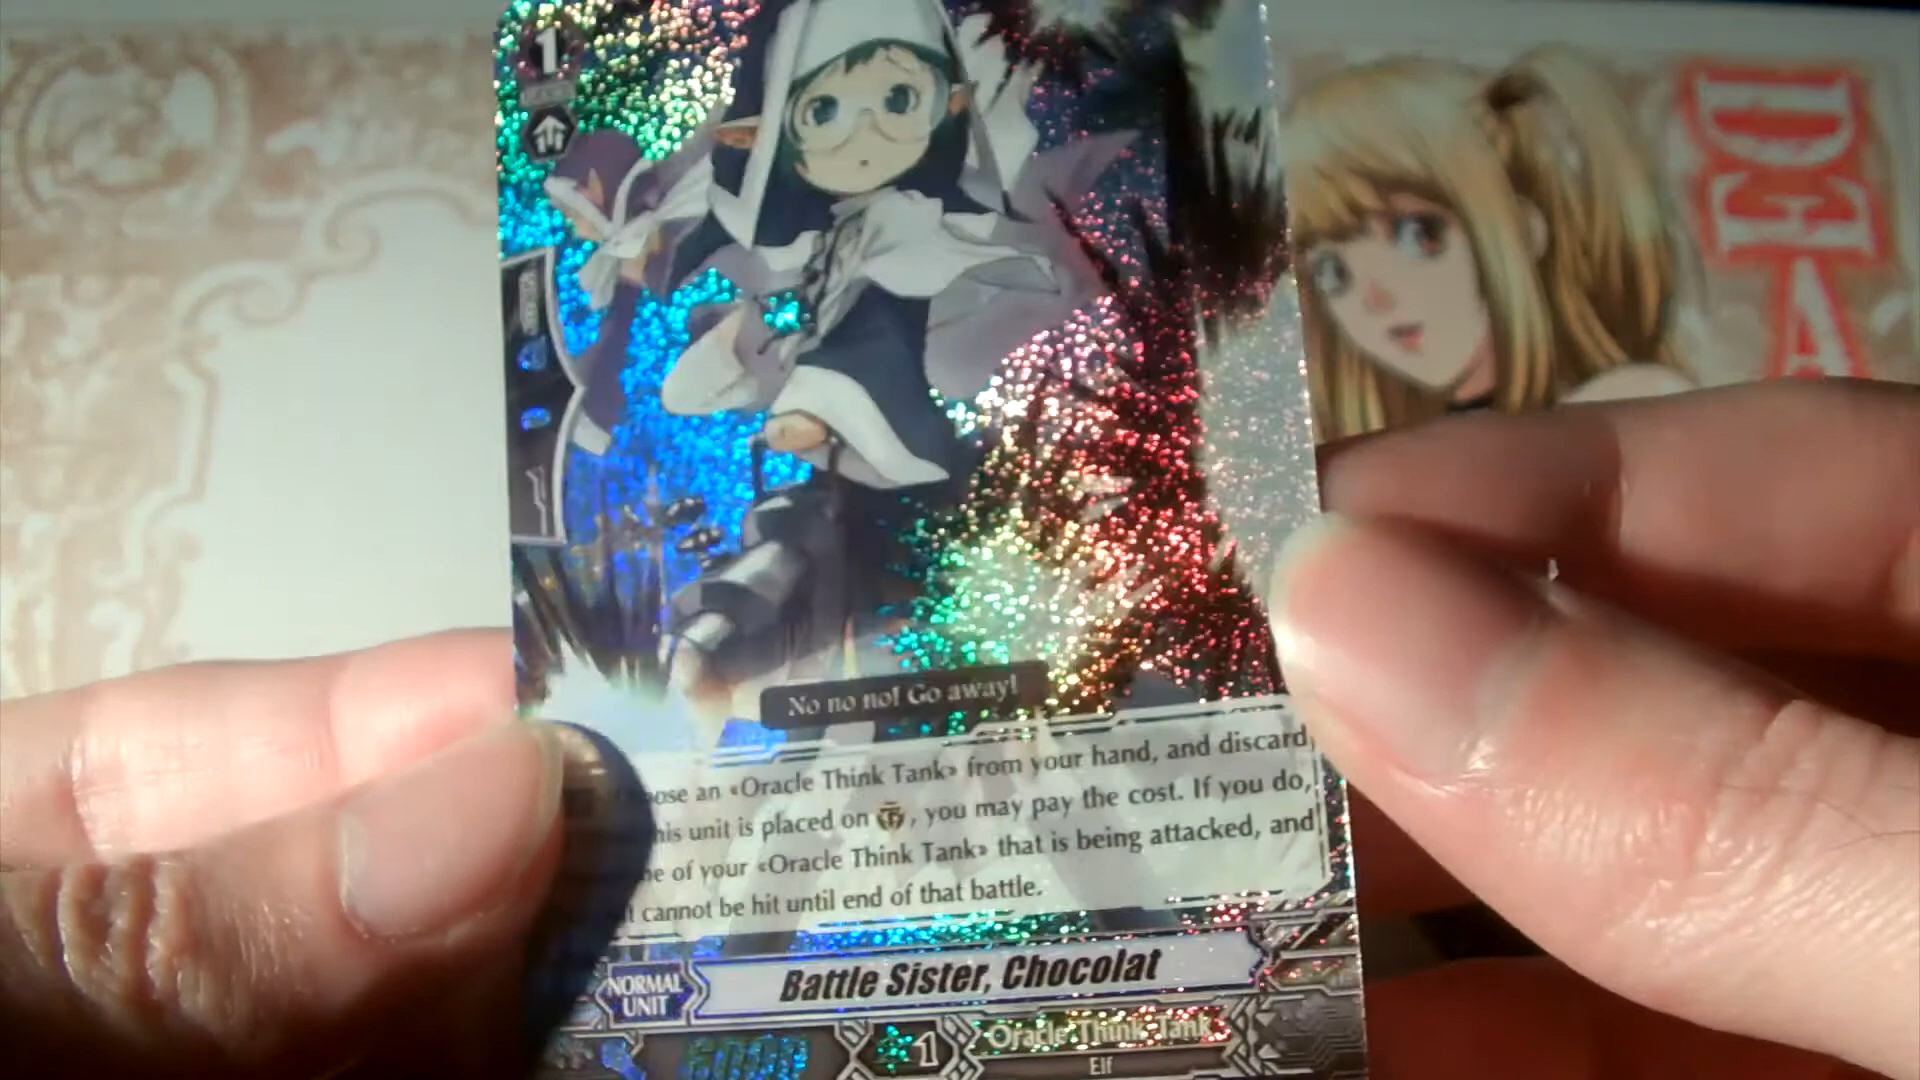 1
DEA
No no no! Go away!
an «Oracle Think Tank» from your hand, and discard
unit is placed on , you may pay the cost. If you do,
of your «Oracle Think Tank» that is being attacked, and
cannot be hit until end of that battle.
NORMAL
UNIT
Battle Sister, Chocolat
6000
1
Oracle Think Tank
Elf